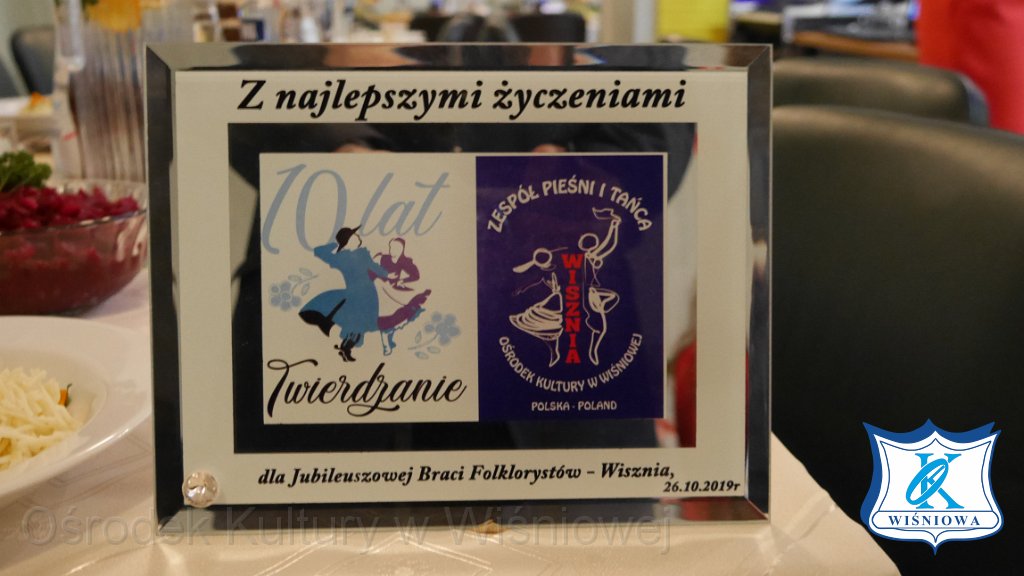 Z najlepszymi życzeniami
10 lat
Twierdzanie
ZESPÓŁ PIEŚNI I TAŃCA
WISZNIA
OŚRODEK KULTURY W WIŚNIOWEJ
POLSKA - POLAND
dla Jubileuszowej Braci Folklorystów - Wisznia,
26.10.2019r
Ośrodek Kultury w Wiśniowej
OK
WIŚNIOWA